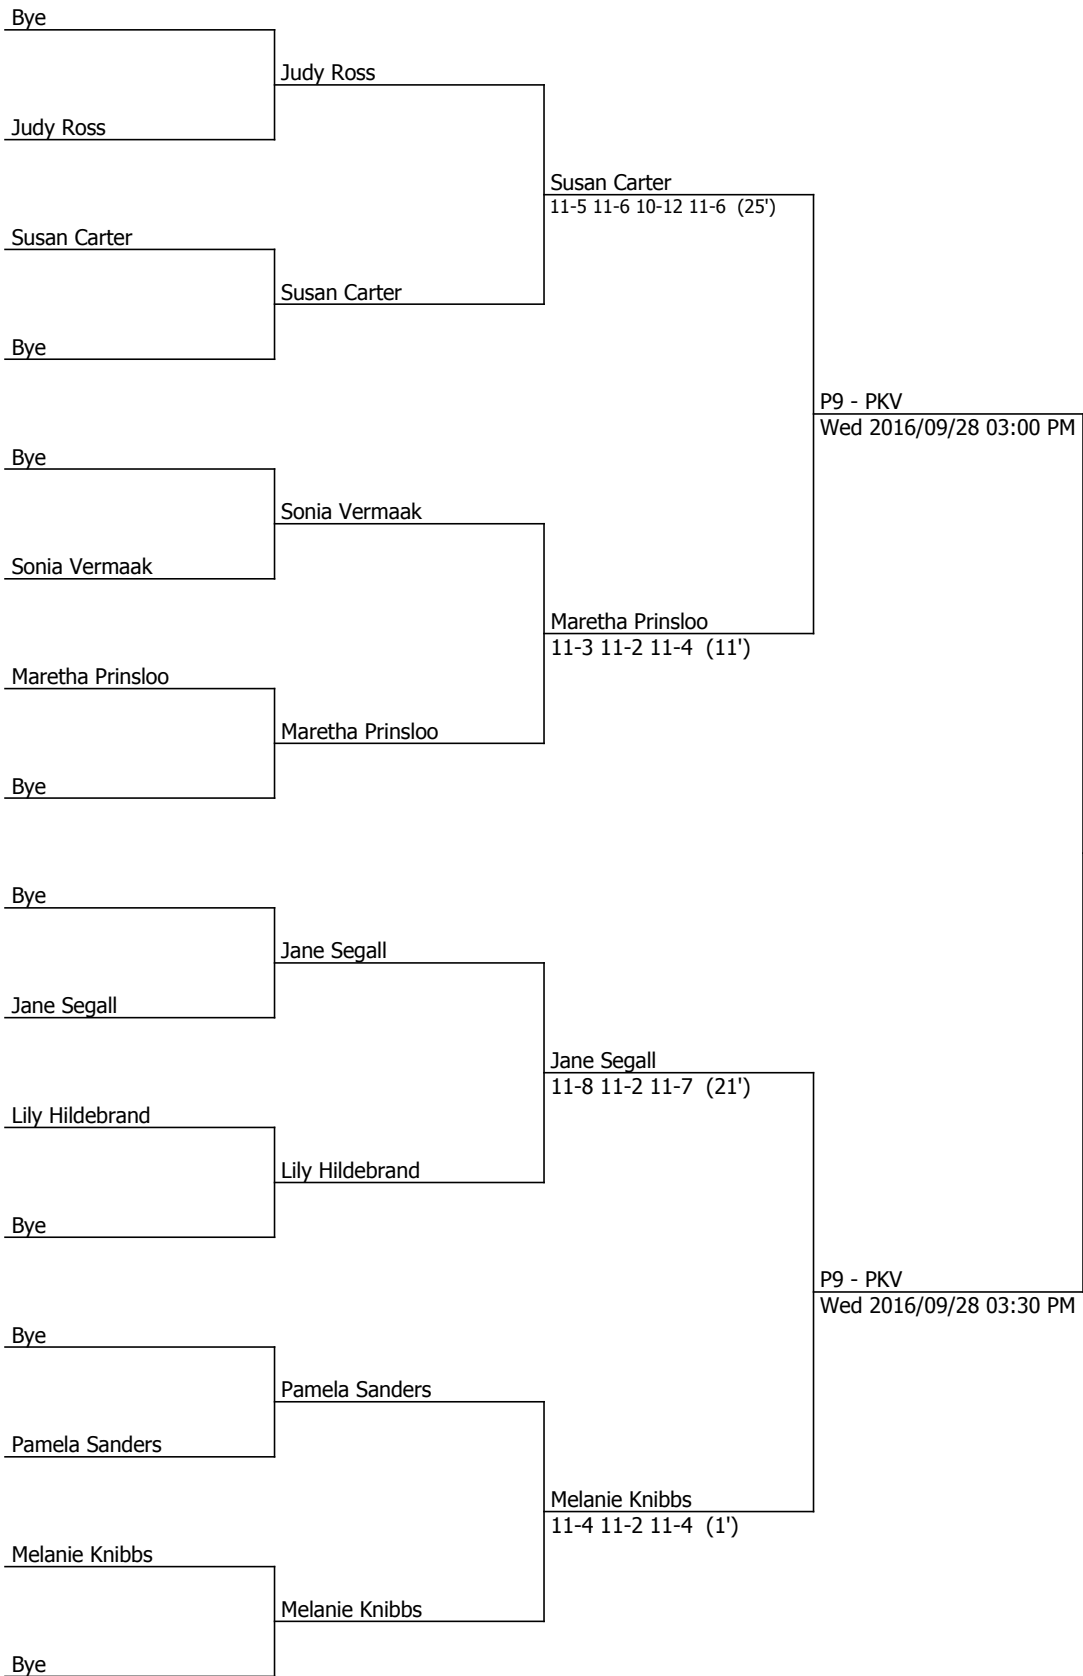 Bye
Judy Ross
Judy Ross
Susan Carter
11-5 11-6 10-12 11-6 (25')
Susan Carter
Susan Carter
Bye
P9 - PKV
Wed 2016/09/28 03:00 PM
Bye
Sonia Vermaak
Sonia Vermaak
Maretha Prinsloo
11-3 11-2 11-4 (11')
Maretha Prinsloo
Maretha Prinsloo
Bye
Bye
Jane Segall
Jane Segall
Jane Segall
11-8 11-2 11-7 (21')
Lily Hildebrand
Lily Hildebrand
Bye
P9 - PKV
Wed 2016/09/28 03:30 PM
Bye
Pamela Sanders
Pamela Sanders
Melanie Knibbs
11-4 11-2 11-4 (1')
Melanie Knibbs
Melanie Knibbs
Bye